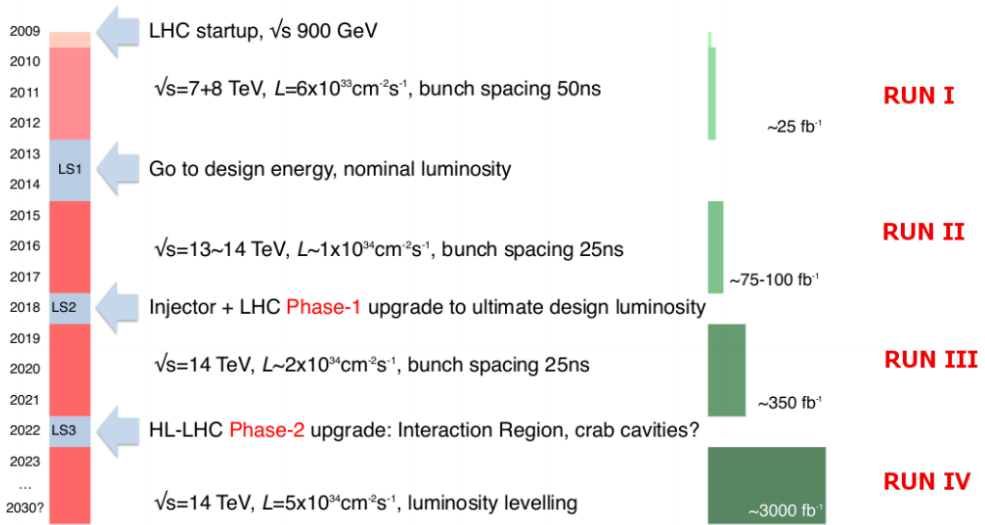 2009 LHC startup, √s 900 GeV
2010
√s=7+8 TeV, L=6x10³³cm⁻²s⁻¹, bunch spacing 50ns RUN I
2011
2012 ~25 fb⁻¹
2013
LS1 Go to design energy, nominal luminosity
2014
2015
RUN II
2016 √s=13~14 TeV, L~1x10³⁴cm⁻²s⁻¹, bunch spacing 25ns
2017 ~75-100 fb⁻¹
2018 LS2 Injector + LHC Phase-1 upgrade to ultimate design luminosity
2019
2020 √s=14 TeV, L~2x10³⁴cm⁻²s⁻¹, bunch spacing 25ns RUN III
2021 ~350 fb⁻¹
2022 LS3 HL-LHC Phase-2 upgrade: Interaction Region, crab cavities?
2023
... RUN IV
2030? √s=14 TeV, L=5x10³⁴cm⁻²s⁻¹, luminosity levelling ~3000 fb⁻¹